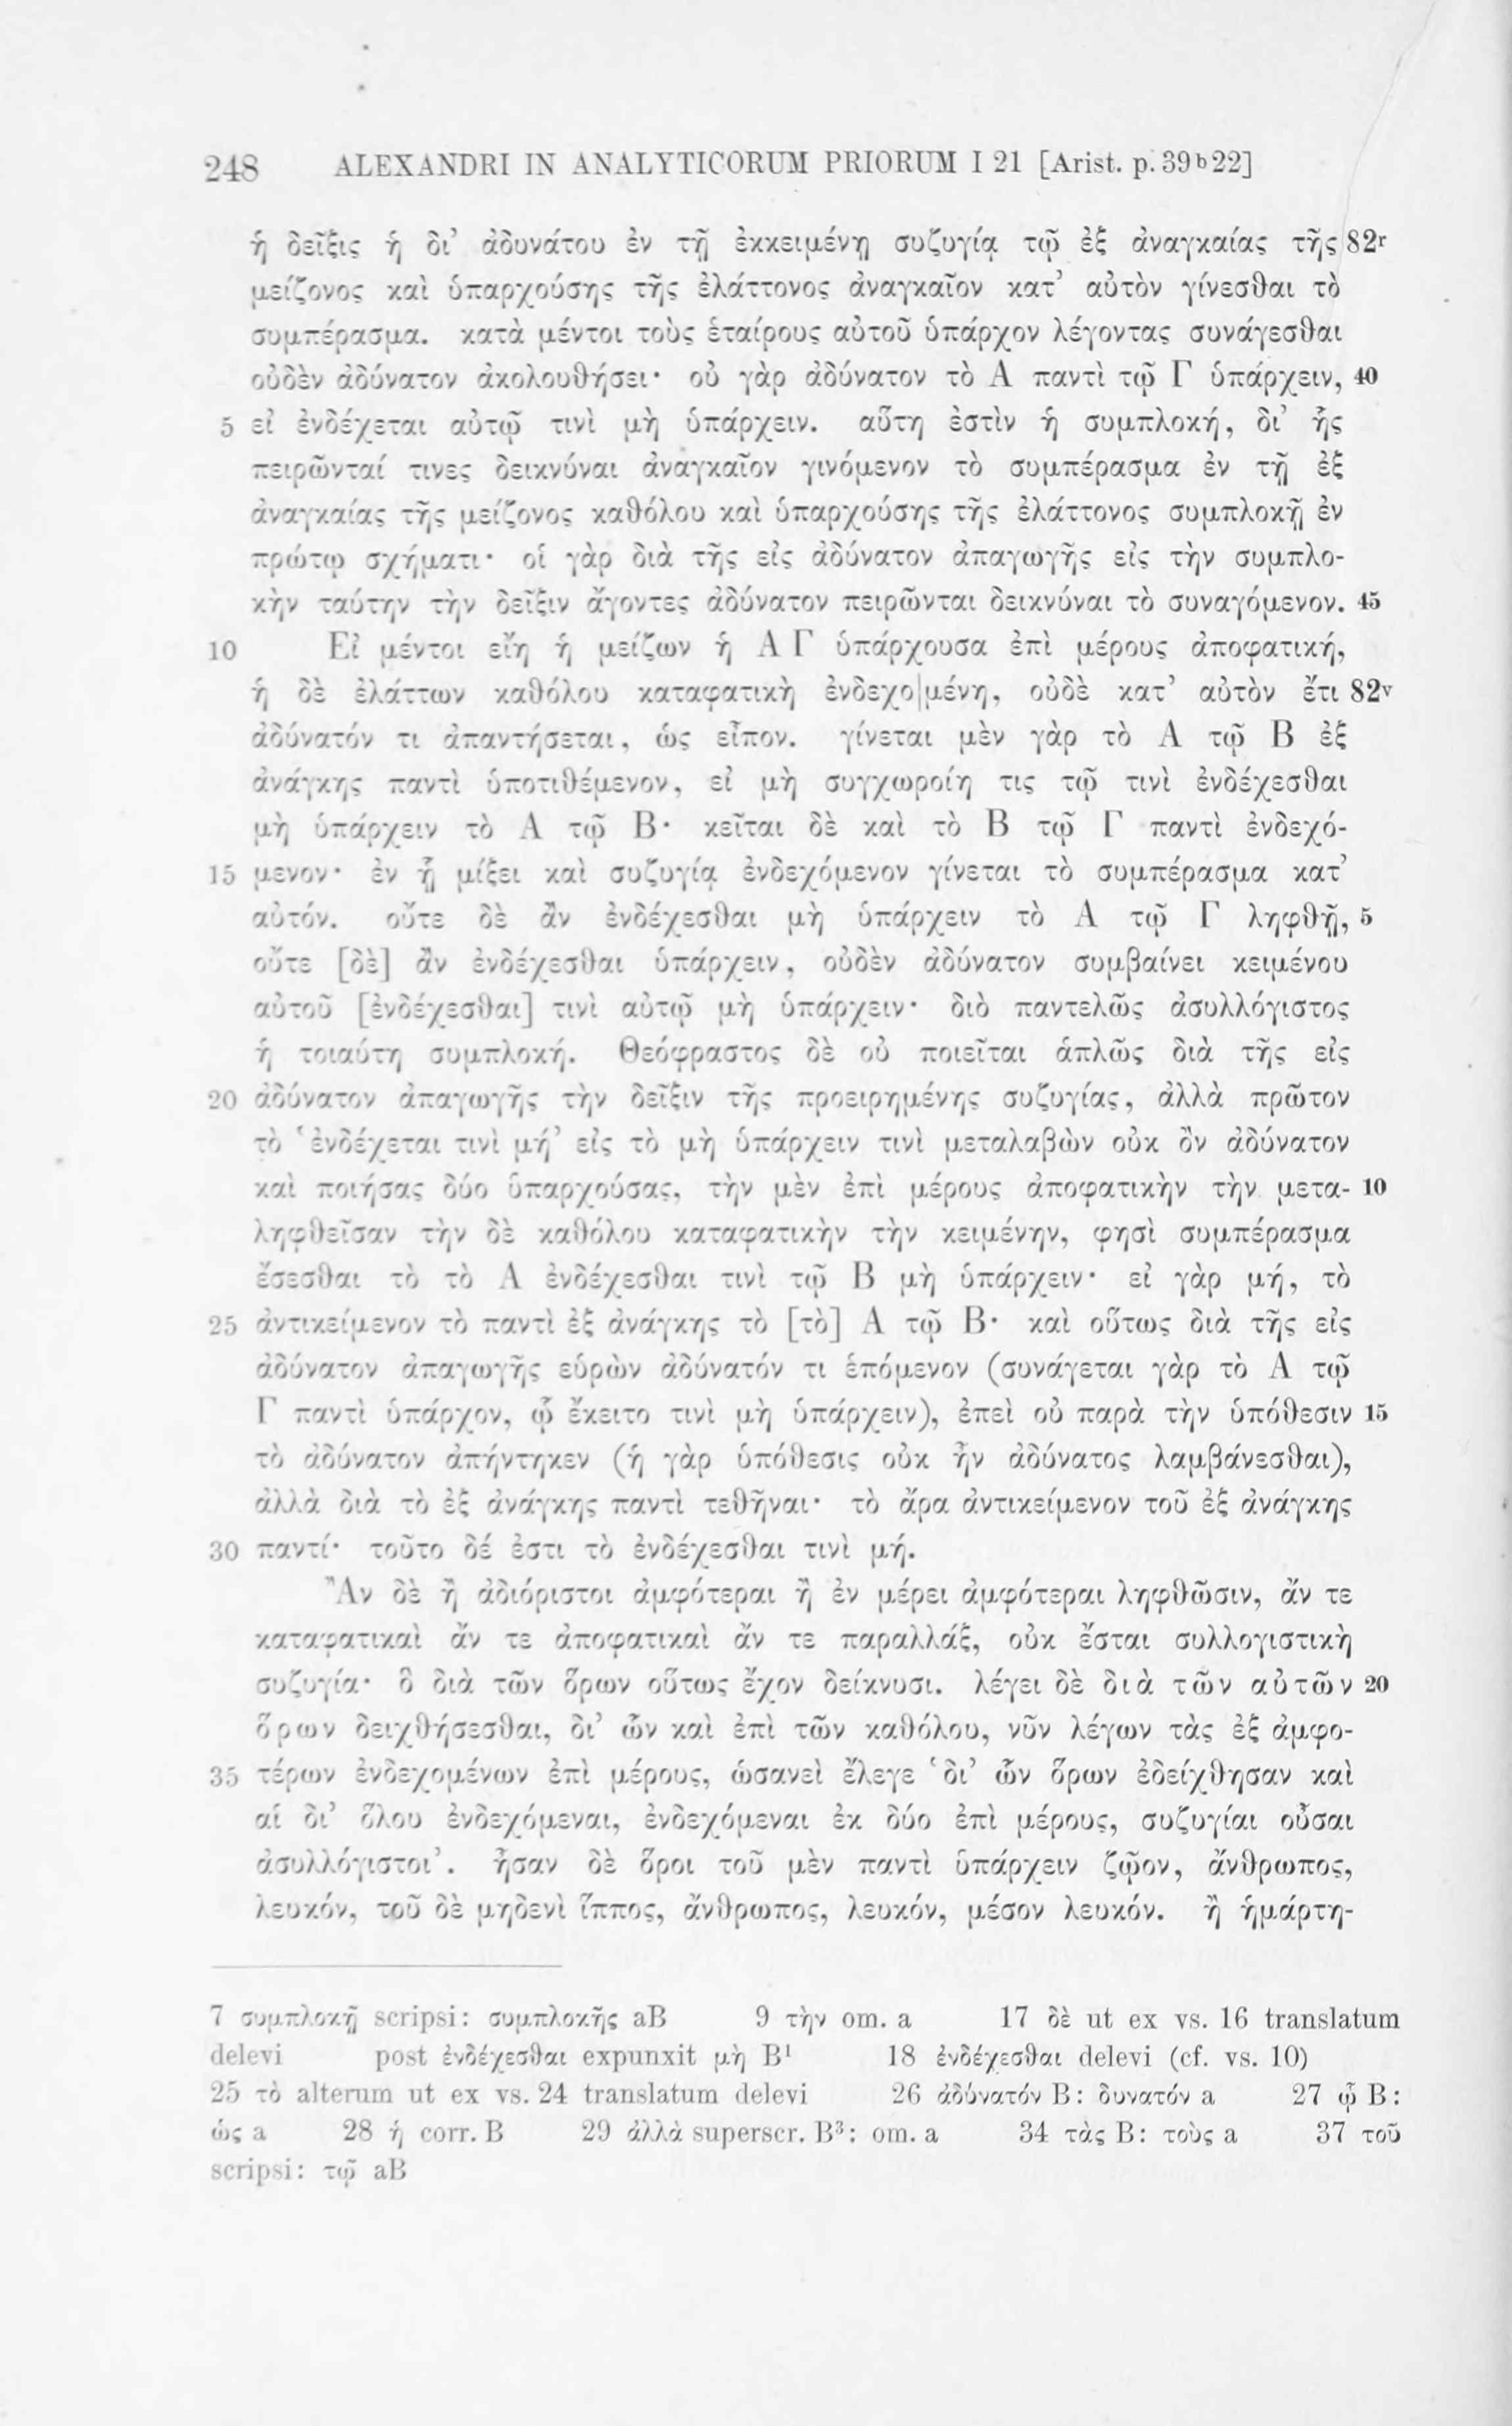 248 ALEXANDRI IN ANALYTICORUM PRIORUM I 21 [Arist. p. 39ᵇ22]
ἡ δεῖξις ἡ δι’ ἀδυνάτου ἐν τῇ ἐκκειμένῃ συζυγίᾳ τῷ ἐξ ἀναγκαίας τῆς 82ʳ
μείζονος καὶ ὑπαρχούσης τῆς ἐλάττονος ἀναγκαῖον κατ’ αὐτὸν γίνεσθαι τὸ
συμπέρασμα. κατὰ μέντοι τοὺς ἑταίρους αὐτοῦ ὑπάρχον λέγοντας συνάγεσθαι
οὐδὲν ἀδύνατον ἀκολουθήσει· οὐ γὰρ ἀδύνατον τὸ Α παντὶ τῷ Γ ὑπάρχειν, 40
5 εἰ ἐνδέχεται αὐτῷ τινὶ μὴ ὑπάρχειν. αὕτη ἐστὶν ἡ συμπλοκή, δι’ ἧς
πειρῶνταί τινες δεικνύναι ἀναγκαῖον γινόμενον τὸ συμπέρασμα ἐν τῇ ἐξ
ἀναγκαίας τῆς μείζονος καθόλου καὶ ὑπαρχούσης τῆς ἐλάττονος συμπλοκῇ ἐν
πρώτῳ σχήματι· οἱ γὰρ διὰ τῆς εἰς ἀδύνατον ἀπαγωγῆς εἰς τὴν συμπλο-
κὴν ταύτην τὴν δεῖξιν ἄγοντες ἀδύνατον πειρῶνται δεικνύναι τὸ συναγόμενον. 45
10 Εἰ μέντοι εἴη ἡ μείζων ἡ Α Γ ὑπάρχουσα ἐπὶ μέρους ἀποφατική,
ἡ δὲ ἐλάττων καθόλου καταφατικὴ ἐνδεχο|μένη, οὐδὲ κατ’ αὐτὸν ἔτι 82ᵛ
ἀδύνατόν τι ἀπαντήσεται, ὡς εἶπον. γίνεται μὲν γὰρ τὸ Α τῷ Β ἐξ
ἀνάγκης παντὶ ὑποτιθέμενον, εἰ μὴ συγχωροίη τις τῷ τινὶ ἐνδέχεσθαι
μὴ ὑπάρχειν τὸ Α τῷ Β· κεῖται δὲ καὶ τὸ Β τῷ Γ παντὶ ἐνδεχό-
15 μενον· ἐν ᾗ μίξει καὶ συζυγίᾳ ἐνδεχόμενον γίνεται τὸ συμπέρασμα κατ’
αὐτόν. οὔτε δὲ ἂν ἐνδέχεσθαι μὴ ὑπάρχειν τὸ Α τῷ Γ ληφθῇ, 5
οὔτε [δὲ] ἂν ἐνδέχεσθαι ὑπάρχειν, οὐδὲν ἀδύνατον συμβαίνει κειμένου
αὐτοῦ [ἐνδέχεσθαι] τινὶ αὐτῷ μὴ ὑπάρχειν· διὸ παντελῶς ἀσυλλόγιστος
ἡ τοιαύτη συμπλοκή. Θεόφραστος δὲ οὐ ποιεῖται ἁπλῶς διὰ τῆς εἰς
20 ἀδύνατον ἀπαγωγῆς τὴν δεῖξιν τῆς προειρημένης συζυγίας, ἀλλὰ πρῶτον
τὸ ‘ἐνδέχεται τινὶ μή’ εἰς τὸ μὴ ὑπάρχειν τινὶ μεταλαβὼν οὐκ ὂν ἀδύνατον
καὶ ποιήσας δύο ὑπαρχούσας, τὴν μὲν ἐπὶ μέρους ἀποφατικὴν τὴν μετα- 10
ληφθεῖσαν τὴν δὲ καθόλου καταφατικὴν τὴν κειμένην, φησὶ συμπέρασμα
ἔσεσθαι τὸ τὸ Α ἐνδέχεσθαι τινὶ τῷ Β μὴ ὑπάρχειν· εἰ γὰρ μή, τὸ
25 ἀντικείμενον τὸ παντὶ ἐξ ἀνάγκης τὸ [τὸ] Α τῷ Β· καὶ οὕτως διὰ τῆς εἰς
ἀδύνατον ἀπαγωγῆς εὑρὼν ἀδύνατόν τι ἑπόμενον (συνάγεται γὰρ τὸ Α τῷ
Γ παντὶ ὑπάρχον, ᾧ ἔκειτο τινὶ μὴ ὑπάρχειν), ἐπεὶ οὐ παρὰ τὴν ὑπόθεσιν 15
τὸ ἀδύνατον ἀπήντηκεν (ἡ γὰρ ὑπόθεσις οὐκ ἦν ἀδύνατος λαμβάνεσθαι),
ἀλλὰ διὰ τὸ ἐξ ἀνάγκης παντὶ τεθῆναι· τὸ ἄρα ἀντικείμενον τοῦ ἐξ ἀνάγκης
30 παντί· τοῦτο δέ ἐστι τὸ ἐνδέχεσθαι τινὶ μή.
Ἂν δὲ ἢ ἀδιόριστοι ἀμφότεραι ἢ ἐν μέρει ἀμφότεραι ληφθῶσιν, ἄν τε
καταφατικαὶ ἄν τε ἀποφατικαὶ ἄν τε παραλλάξ, οὐκ ἔσται συλλογιστικὴ
συζυγία· ὃ διὰ τῶν ὅρων οὕτως ἔχον δείκνυσι. λέγει δὲ διὰ τῶν αὐτῶν 20
ὅρων δειχθήσεσθαι, δι’ ὧν καὶ ἐπὶ τῶν καθόλου, νῦν λέγων τὰς ἐξ ἀμφο-
35 τέρων ἐνδεχομένων ἐπὶ μέρους, ὡσανεὶ ἔλεγε ‘δι’ ὧν ὅρων ἐδείχθησαν καὶ
αἱ δι’ ὅλου ἐνδεχόμεναι, ἐνδεχόμεναι ἐκ δύο ἐπὶ μέρους, συζυγίαι οὖσαι
ἀσυλλόγιστοι’. ἦσαν δὲ ὅροι τοῦ μὲν παντὶ ὑπάρχειν ζῷον, ἄνθρωπος,
λευκόν, τοῦ δὲ μηδενὶ ἵππος, ἄνθρωπος, λευκόν, μέσον λευκόν. ἢ ἡμάρτη-
7 συμπλοκῇ scripsi: συμπλοκῆς aB 9 τὴν om. a 17 δὲ ut ex vs. 16 translatum
delevi post ἐνδέχεσθαι expunxit μὴ B¹ 18 ἐνδέχεσθαι delevi (cf. vs. 10)
25 τὸ alterum ut ex vs. 24 translatum delevi 26 ἀδύνατόν B: δυνατόν a 27 ᾧ B:
ὡς a 28 ἡ corr. B 29 ἀλλὰ superscr. B³: om. a 34 τὰς B: τοὺς a 37 τοῦ
scripsi: τῷ aB